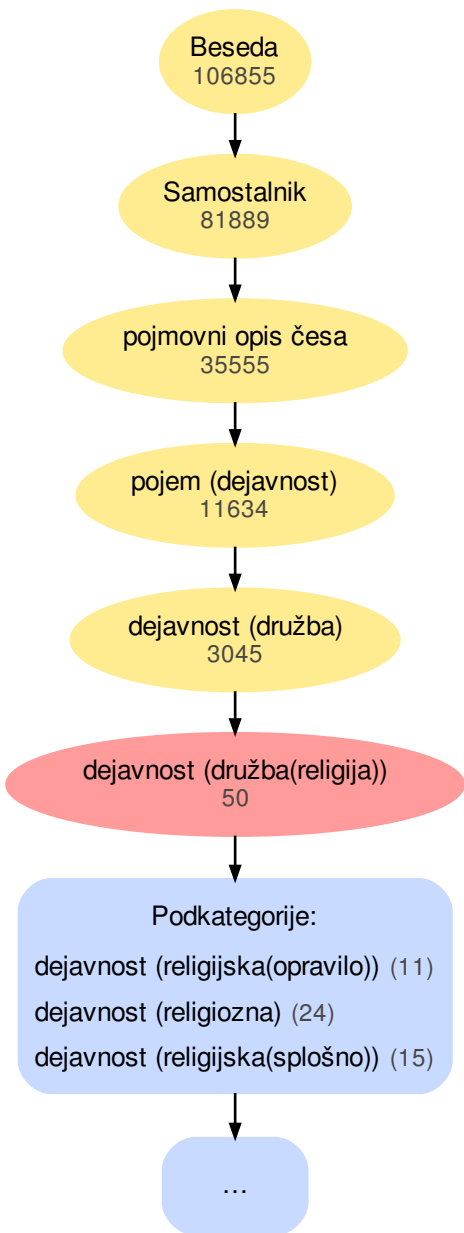 Beseda
106855
Samostalnik
81889
pojmovni opis česa
35555
pojem (dejavnost)
11634
dejavnost (družba)
3045
dejavnost (družba(religija))
50
Podkategorije:
dejavnost (religijska(opravilo)) (11)
dejavnost (religiozna) (24)
dejavnost (religijska(splošno)) (15)
...